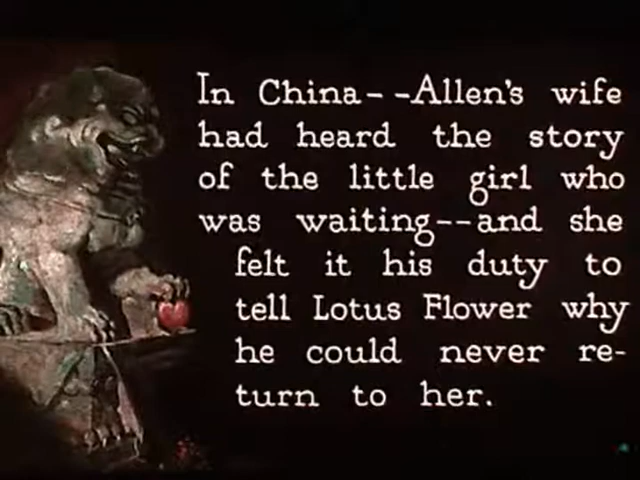 In China--Allen's wife
had heard the story
of the little girl who
was waiting--and she
felt it his duty to
tell Lotus Flower why
he could never re-
turn to her.